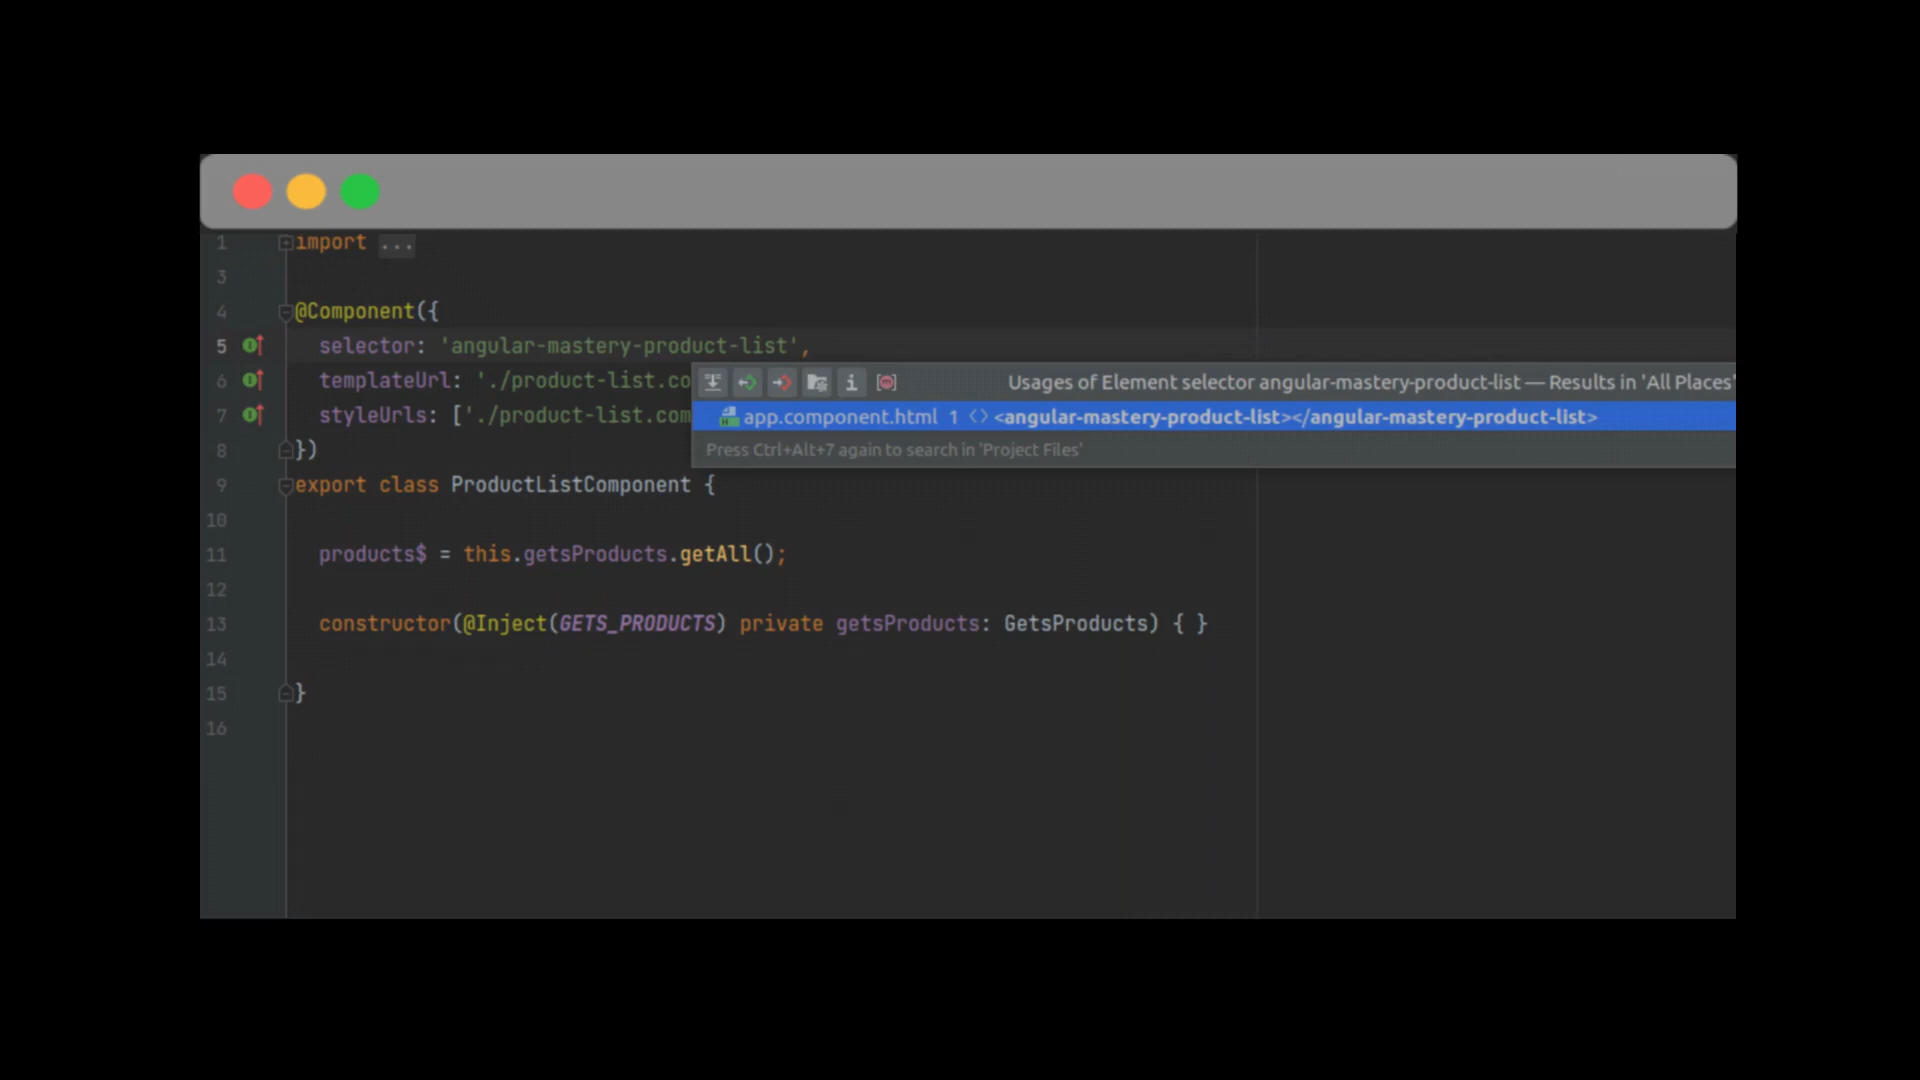 1 import ...
3
4 @Component({
5 selector: 'angular-mastery-product-list',
6 templateUrl: './product-list.co
7 styleUrls: ['./product-list.com
Usages of Element selector angular-mastery-product-list — Results in 'All Places'
app.component.html 1 <> <angular-mastery-product-list></angular-mastery-product-list>
Press Ctrl+Alt+7 again to search in 'Project Files'
8 })
9 export class ProductListComponent {
10
11 products$ = this.getsProducts.getAll();
12
13 constructor(@Inject(GETS_PRODUCTS) private getsProducts: GetsProducts) { }
14
15 }
16